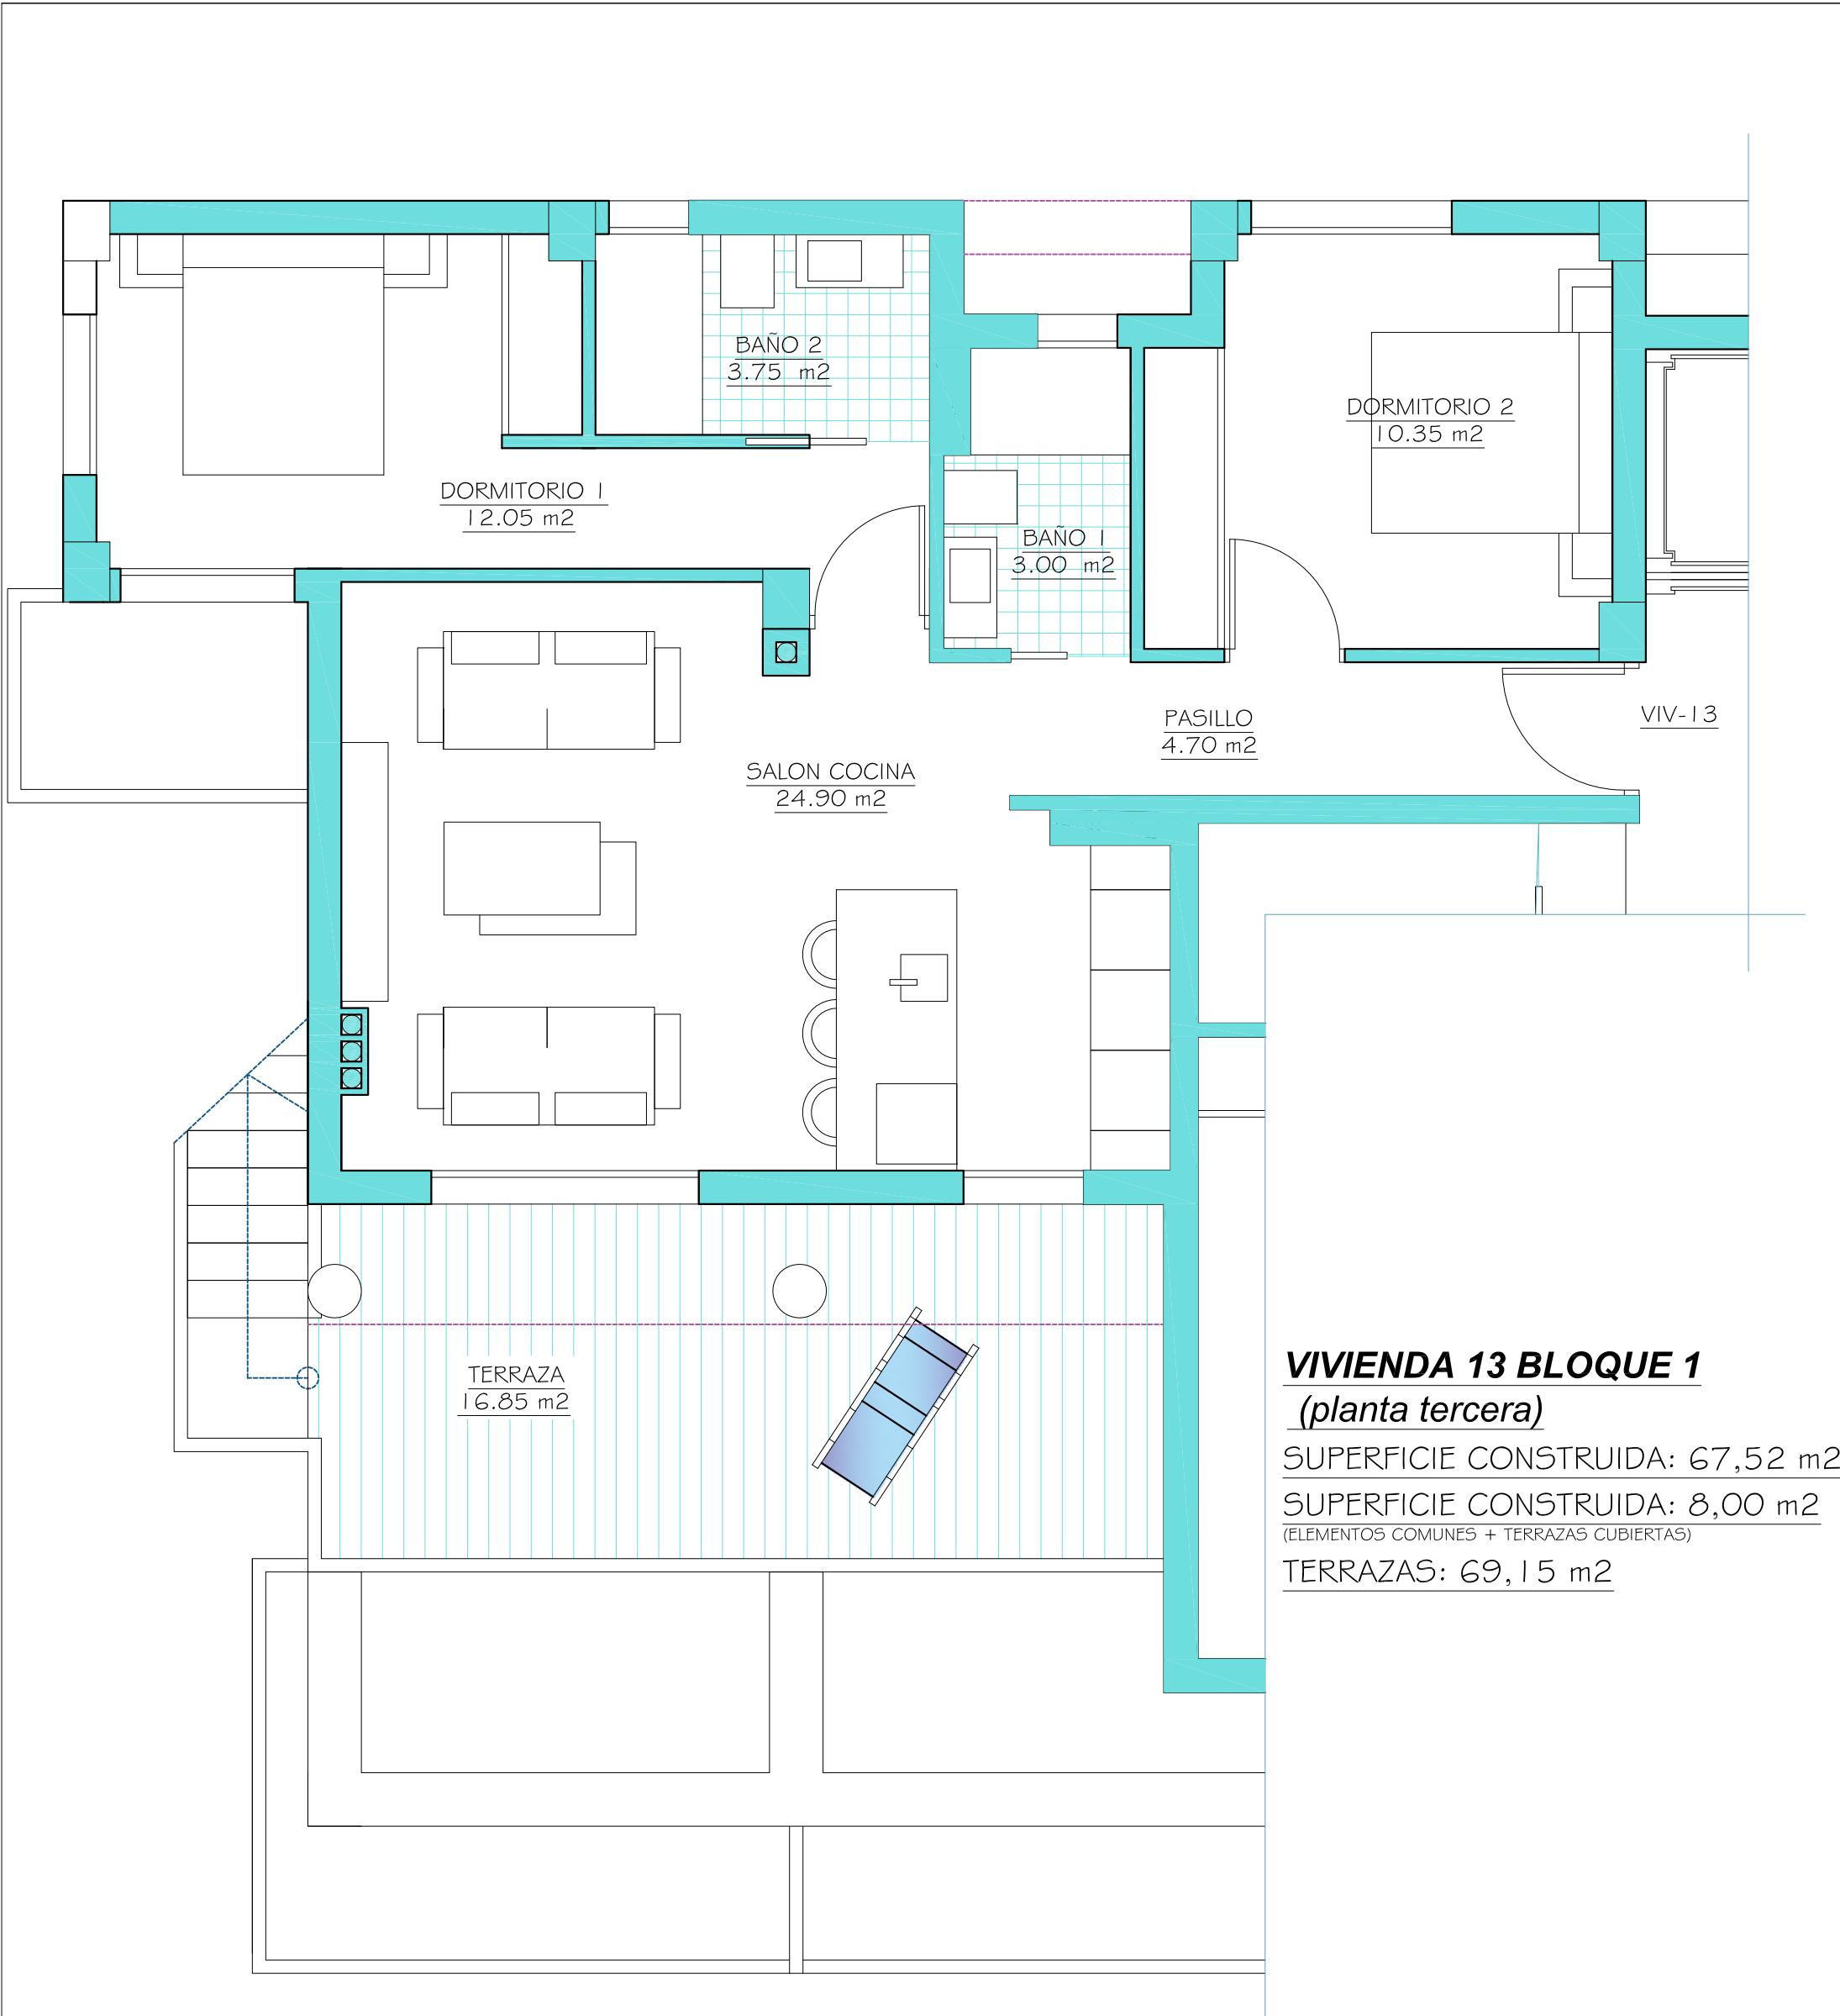 BAÑO 2
3.75 m2
DORMITORIO 2
10.35 m2
DORMITORIO 1
12.05 m2
BAÑO 1
3.00 m2
PASILLO
4.70 m2
VIV-13
SALON COCINA
24.90 m2
TERRAZA
16.85 m2
VIVIENDA 13 BLOQUE 1
(planta tercera)
SUPERFICIE CONSTRUIDA: 67,52 m2
SUPERFICIE CONSTRUIDA: 8,00 m2
(ELEMENTOS COMUNES + TERRAZAS CUBIERTAS)
TERRAZAS: 69,15 m2